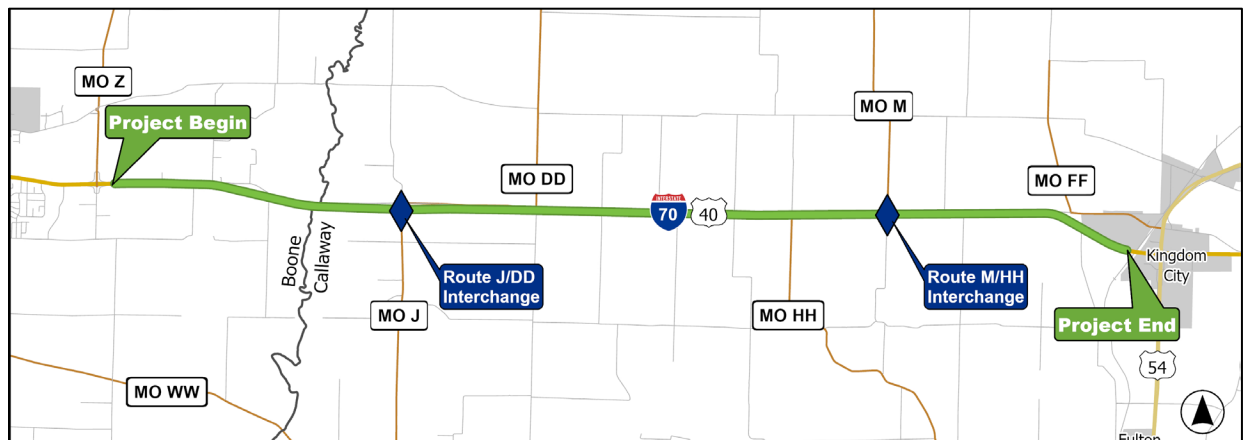 MO Z
Project Begin
MO M
MO DD
MO FF
INTERSTATE
70
40
Boone
Callaway
Route J/DD
Interchange
Route M/HH
Interchange
Kingdom
City
MO J
MO HH
Project End
54
MO WW
Fulton